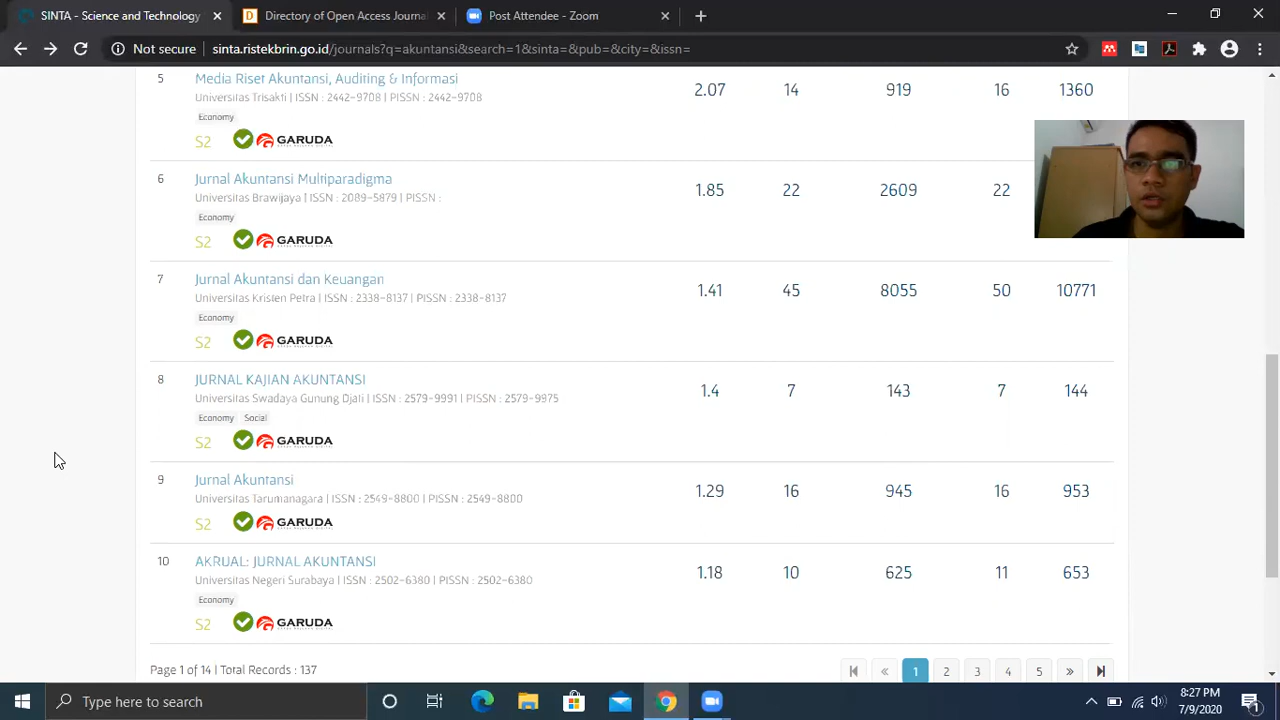 SINTA - Science and Technology
Directory of Open Access Journa
Post Attendee - Zoom
Not secure
sinta.ristekbrin.go.id/journals?q=akuntansi&search=1&sinta=&pub=&city=&issn=
5 Media Riset Akuntansi, Auditing & Informasi 2.07 14 919 16 1360
Universitas Trisakti | ISSN : 2442-9708 | PISSN : 2442-9708
Economy
S2 GARUDA
6 Jurnal Akuntansi Multiparadigma 1.85 22 2609 22
Universitas Brawijaya | ISSN : 2089-5879 | PISSN :
Economy
S2 GARUDA
7 Jurnal Akuntansi dan Keuangan 1.41 45 8055 50 10771
Universitas Kristen Petra | ISSN : 2338-8137 | PISSN : 2338-8137
Economy
S2 GARUDA
8 JURNAL KAJIAN AKUNTANSI 1.4 7 143 7 144
Universitas Swadaya Gunung Djati | ISSN : 2579-9991 | PISSN : 2579-9975
Economy Social
S2 GARUDA
9 Jurnal Akuntansi 1.29 16 945 16 953
Universitas Tarumanagara | ISSN : 2549-8800 | PISSN : 2549-8800
S2 GARUDA
10 AKRUAL: JURNAL AKUNTANSI 1.18 10 625 11 653
Universitas Negeri Surabaya | ISSN : 2502-6380 | PISSN : 2502-6380
Economy
S2 GARUDA
Page 1 of 14 | Total Records : 137
1 2 3 4 5 »
Type here to search
8:27 PM
7/9/2020